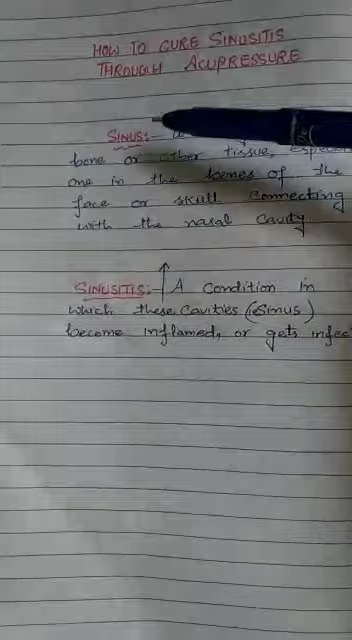 HOW TO CURE SINUSITIS
THROUGH ACUPRESSURE
SINUS:- a
bone or other tissue,
one in the bones of the
face or skull connecting
with the nasal cavity
SINUSITIS:- A condition in
which these cavities (Sinus)
become inflamed, or gets infec